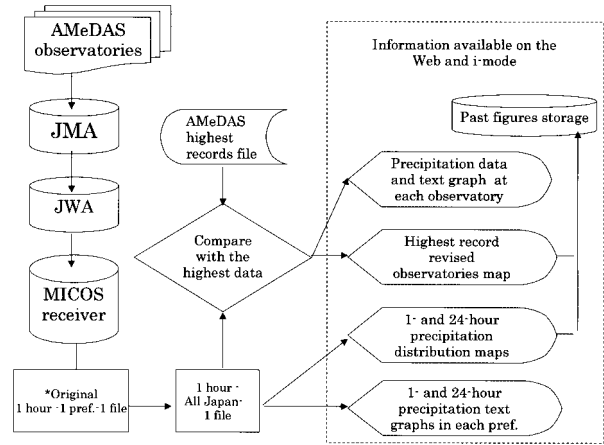 AMeDAS
observatories
JMA
JWA
MICOS
receiver
*Original
1 hour -1 pref.-1 file
AMeDAS
highest
records file
Compare
with the
highest data
1 hour -
All Japan-
1 file
Information available on the
Web and i-mode
Past figures storage
Precipitation data
and text graph at
each observatory
Highest record
revised
observatories map
1- and 24-hour
precipitation
distribution maps
1- and 24-hour
precipitation text
graphs in each pref.